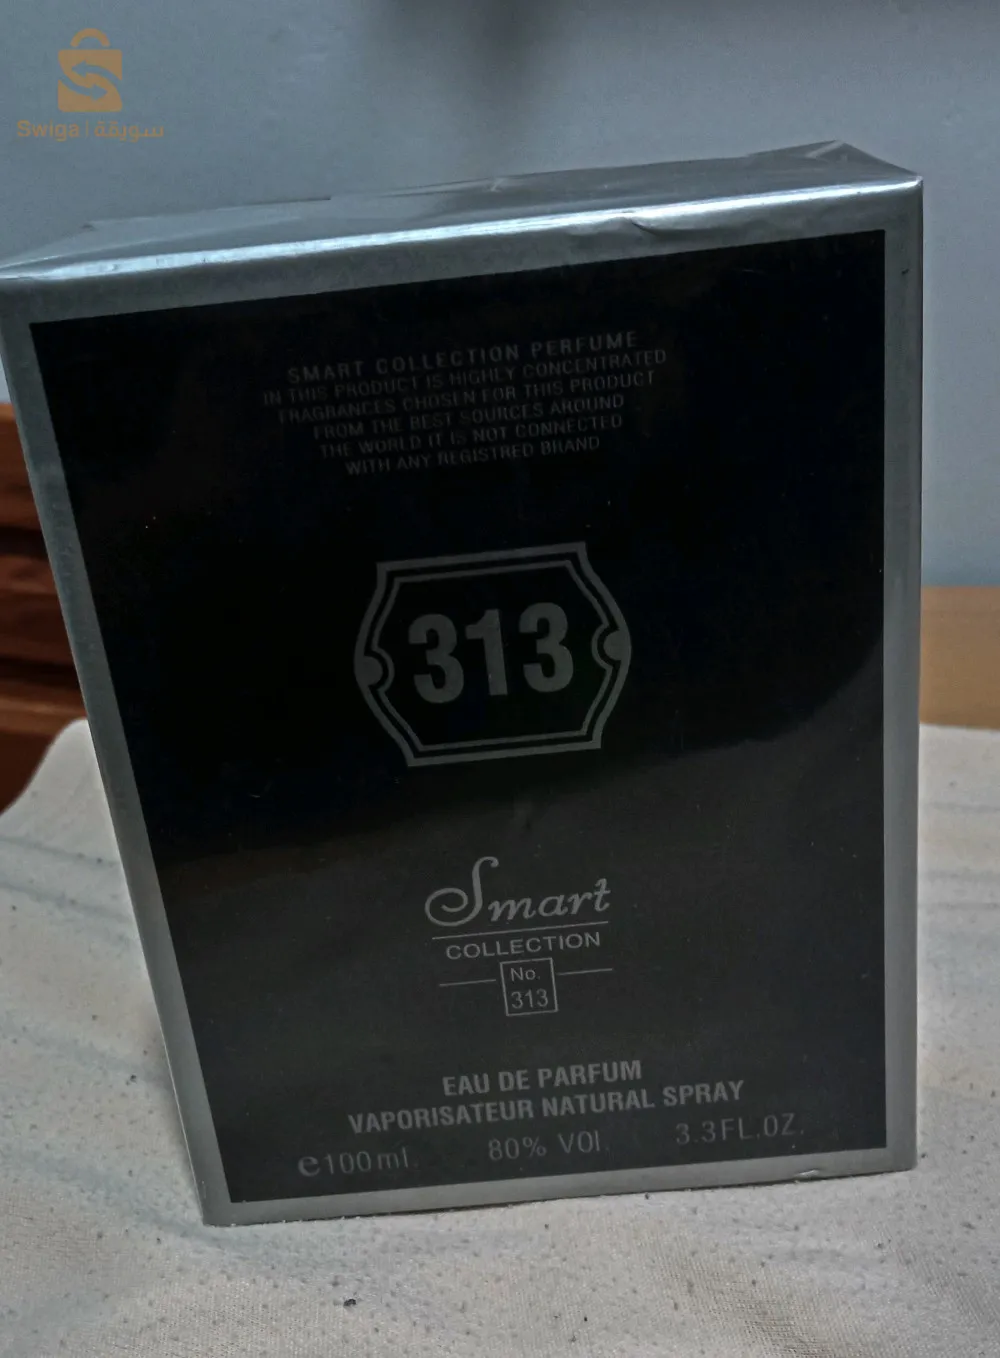 Swiga | سويقة
SMART COLLECTION PERFUME
IN THIS PRODUCT IS HIGHLY CONCENTRATED
FRAGRANCES CHOSEN FOR THIS PRODUCT
FROM THE BEST SOURCES AROUND
THE WORLD IT IS NOT CONNECTED
WITH ANY REGISTRED BRAND
313
Smart
COLLECTION
No.
313
EAU DE PARFUM
VAPORISATEUR NATURAL SPRAY
e100ml. 80% VOl. 3.3FL.OZ.